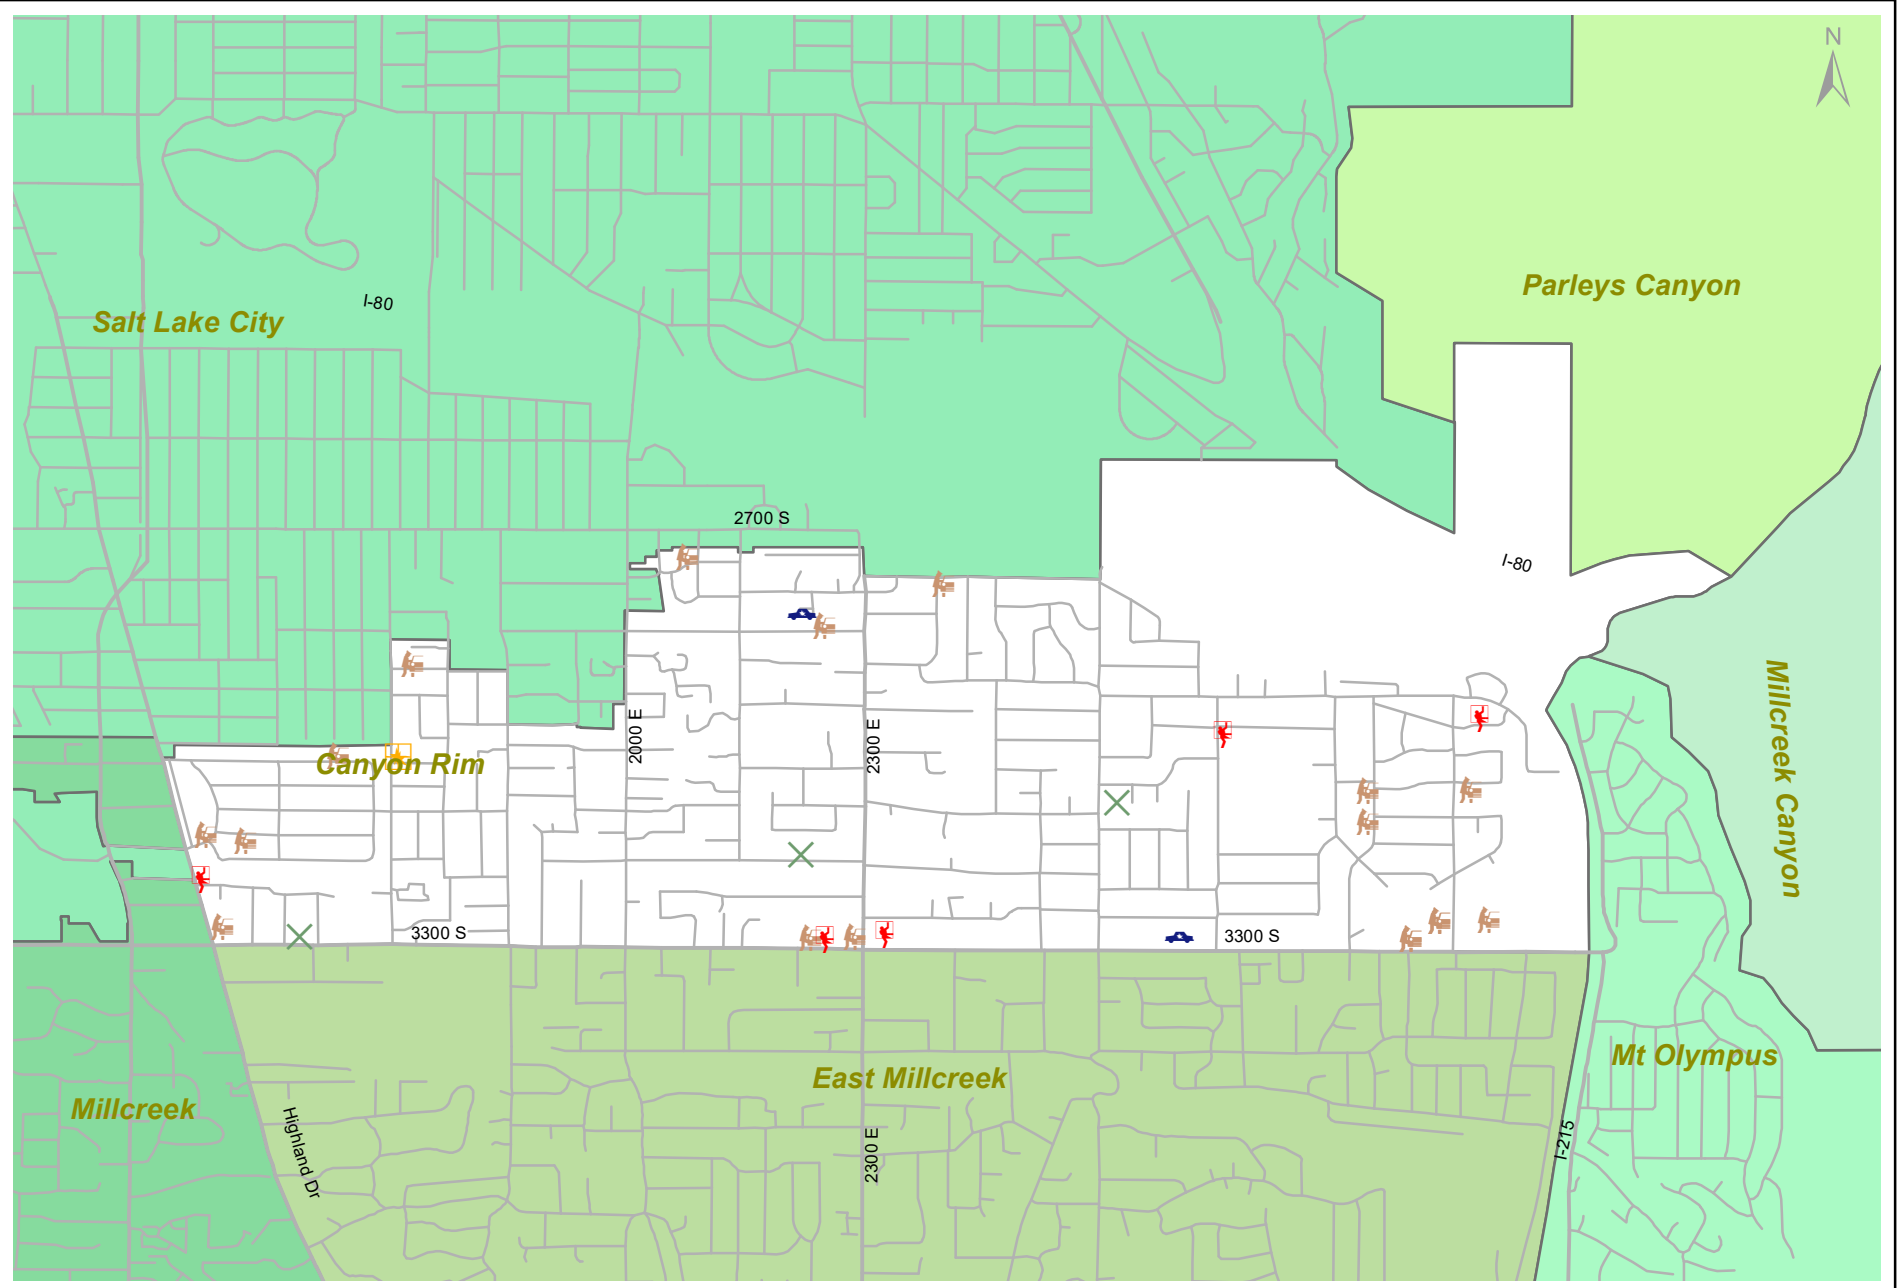 N
Parleys Canyon
I-80
Salt Lake City
2700 S
I-80
2000 E
2300 E
Canyon Rim
Millcreek Canyon
3300 S
3300 S
Mt Olympus
East Millcreek
Millcreek
Highland Dr
2300 E
I-215